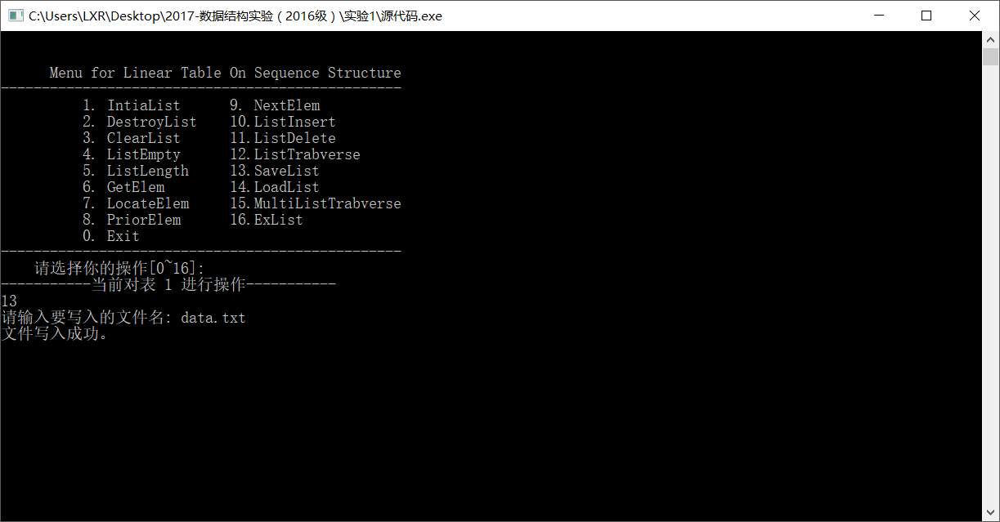 C:\Users\LXR\Desktop\2017-数据结构实验（2016级）\实验1\源代码.exe
Menu for Linear Table On Sequence Structure
-------------------------------------------------
1. IntiaList 9. NextElem
2. DestroyList 10.ListInsert
3. ClearList 11.ListDelete
4. ListEmpty 12.ListTrabverse
5. ListLength 13.SaveList
6. GetElem 14.LoadList
7. LocateElem 15.MultiListTrabverse
8. PriorElem 16.ExList
0. Exit
-------------------------------------------------
请选择你的操作[0~16]:
-----------当前对表 1 进行操作-----------
13
请输入要写入的文件名: data.txt
文件写入成功。